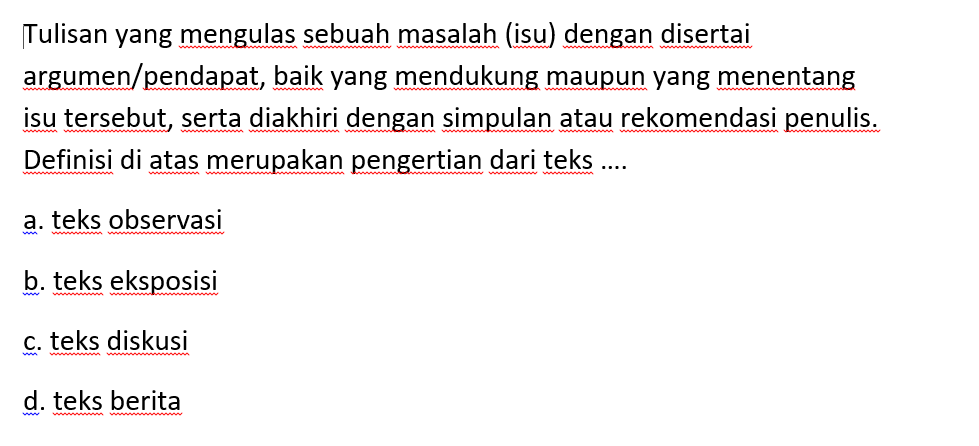 Tulisan yang mengulas sebuah masalah (isu) dengan disertai
argumen/pendapat, baik yang mendukung maupun yang menentang
isu tersebut, serta diakhiri dengan simpulan atau rekomendasi penulis.
Definisi di atas merupakan pengertian dari teks ....
a. teks observasi
b. teks eksposisi
c. teks diskusi
d. teks berita